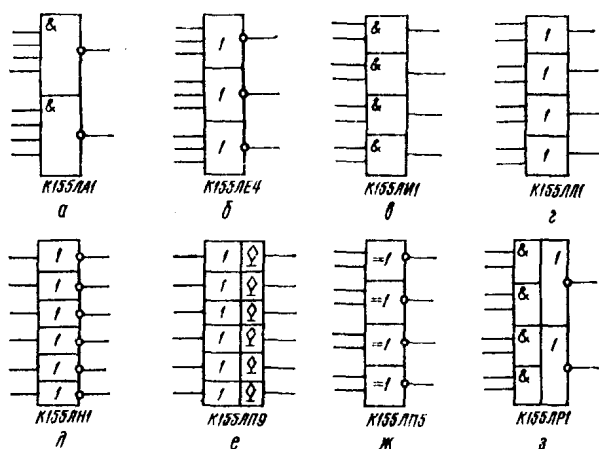 &
&
К155ЛА1
а
1
1
1
К155ЛЕ4
б
&
&
&
&
К155ЛИ1
в
1
1
1
1
К155ЛЛ1
г
1
1
1
1
1
1
К155ЛН1
д
1 ◇
1 ◇
1 ◇
1 ◇
1 ◇
1 ◇
К155ЛП9
е
=1
=1
=1
=1
К155ЛП5
ж
& 1
&
& 1
&
К155ЛР1
з